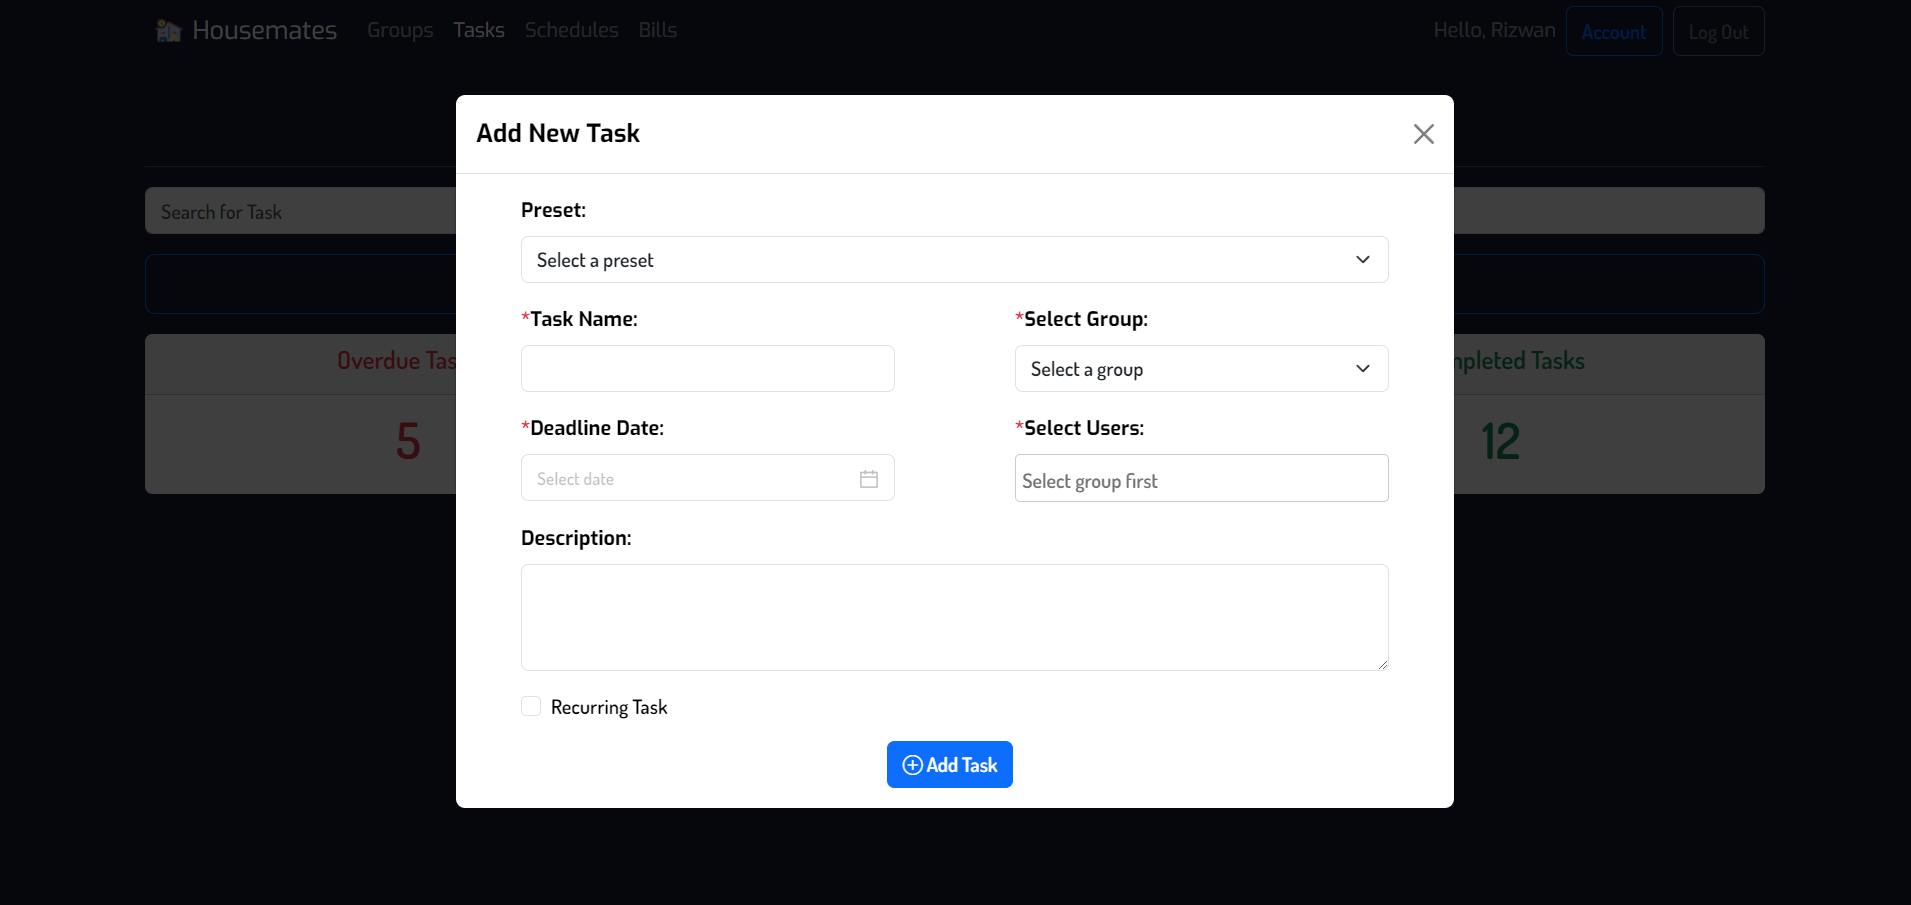 Housemates Groups Tasks Schedules Bills Hello, Rizwan Account Log Out
Add New Task
Search for Task
Preset:
Select a preset
*Task Name: *Select Group:
Select a group
Overdue Tas
mpleted Tasks
*Deadline Date: *Select Users:
5
12
Select date Select group first
Description:
Recurring Task
Add Task